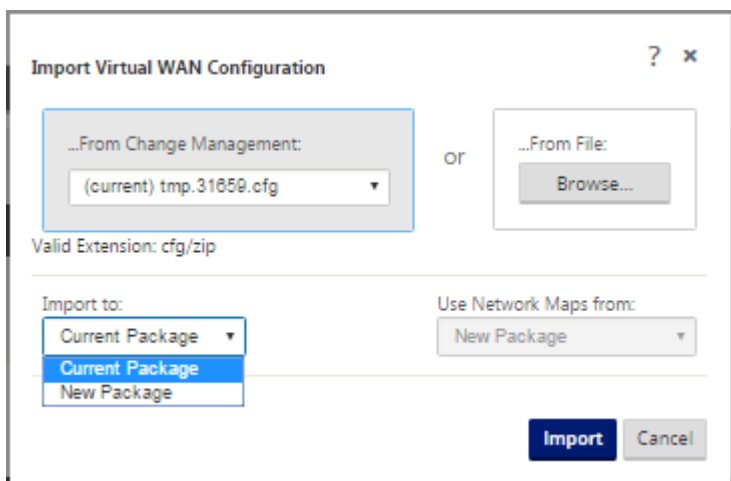 Import Virtual WAN Configuration
? ×
...From Change Management:
(current) tmp.31659.cfg
or
...From File:
Browse...
Valid Extension: cfg/zip
Import to:
Current Package
Current Package
New Package
Use Network Maps from:
New Package
Import
Cancel